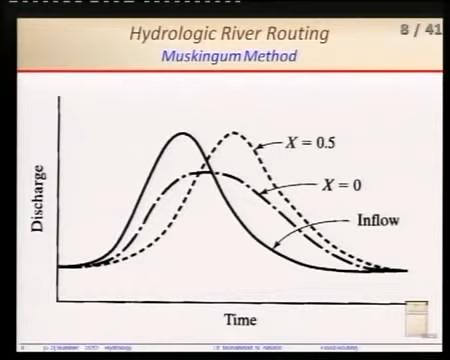 Hydrologic River Routing
8 / 41
Muskingum Method
X = 0.5
X = 0
Inflow
Discharge
Time